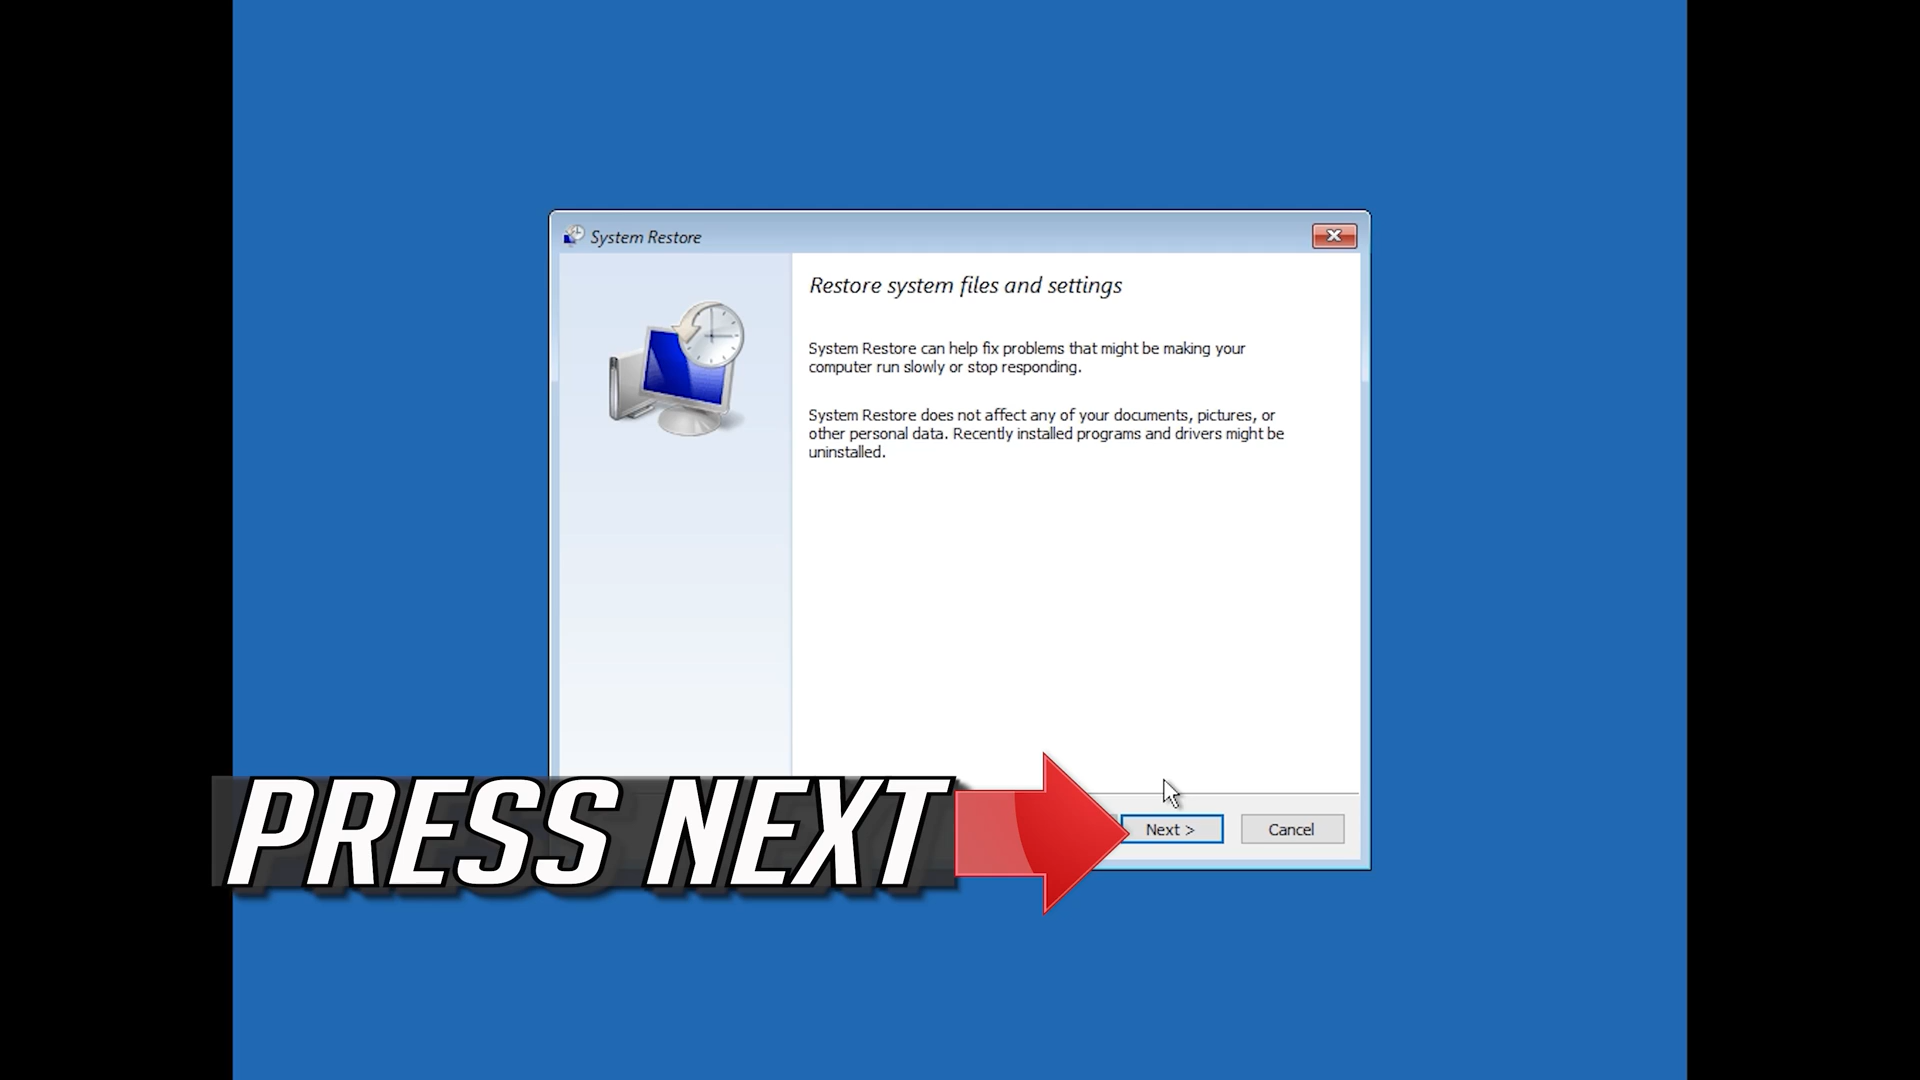 System Restore
Restore system files and settings
System Restore can help fix problems that might be making your
computer run slowly or stop responding.
System Restore does not affect any of your documents, pictures, or
other personal data. Recently installed programs and drivers might be
uninstalled.
PRESS NEXT
Next >
Cancel